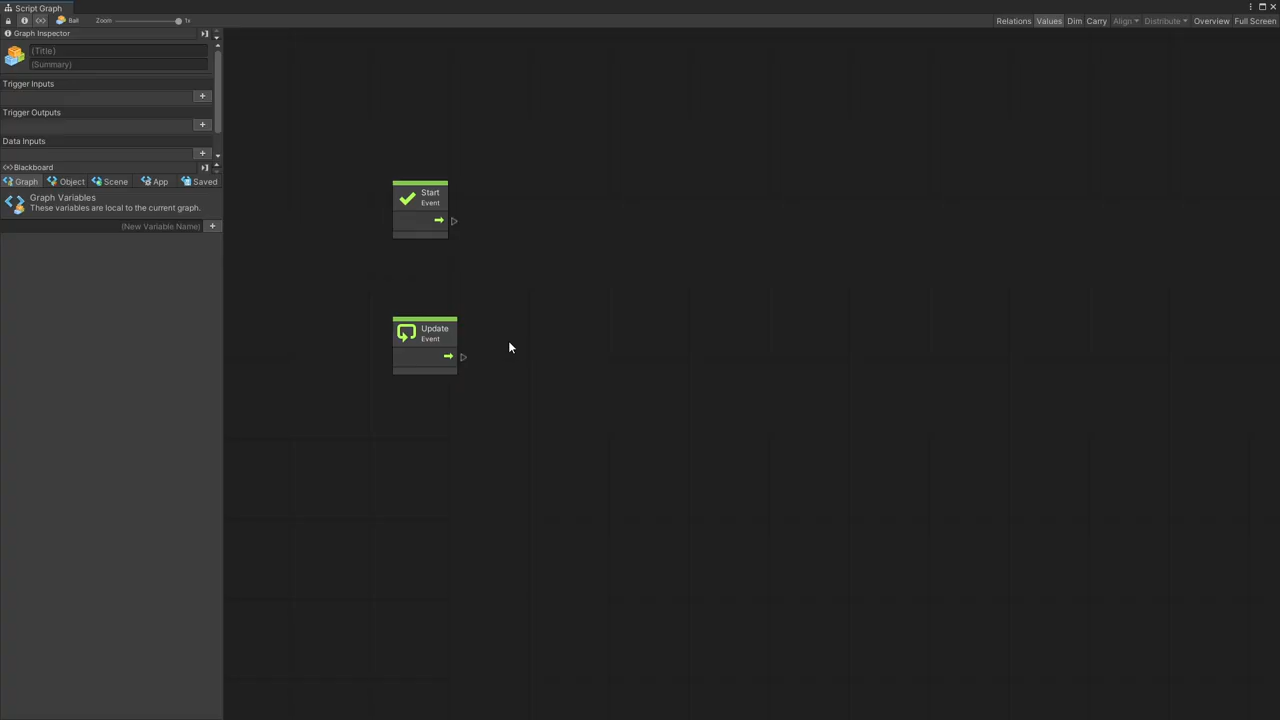 Script Graph
Ball Zoom 1x Relations Values Dim Carry Align Distribute Overview Full Screen
Graph Inspector
(Title)
(Summary)
Trigger Inputs
Trigger Outputs
Data Inputs
Blackboard
Graph Object Scene App Saved
Graph Variables
These variables are local to the current graph.
(New Variable Name)
Start
Event
Update
Event